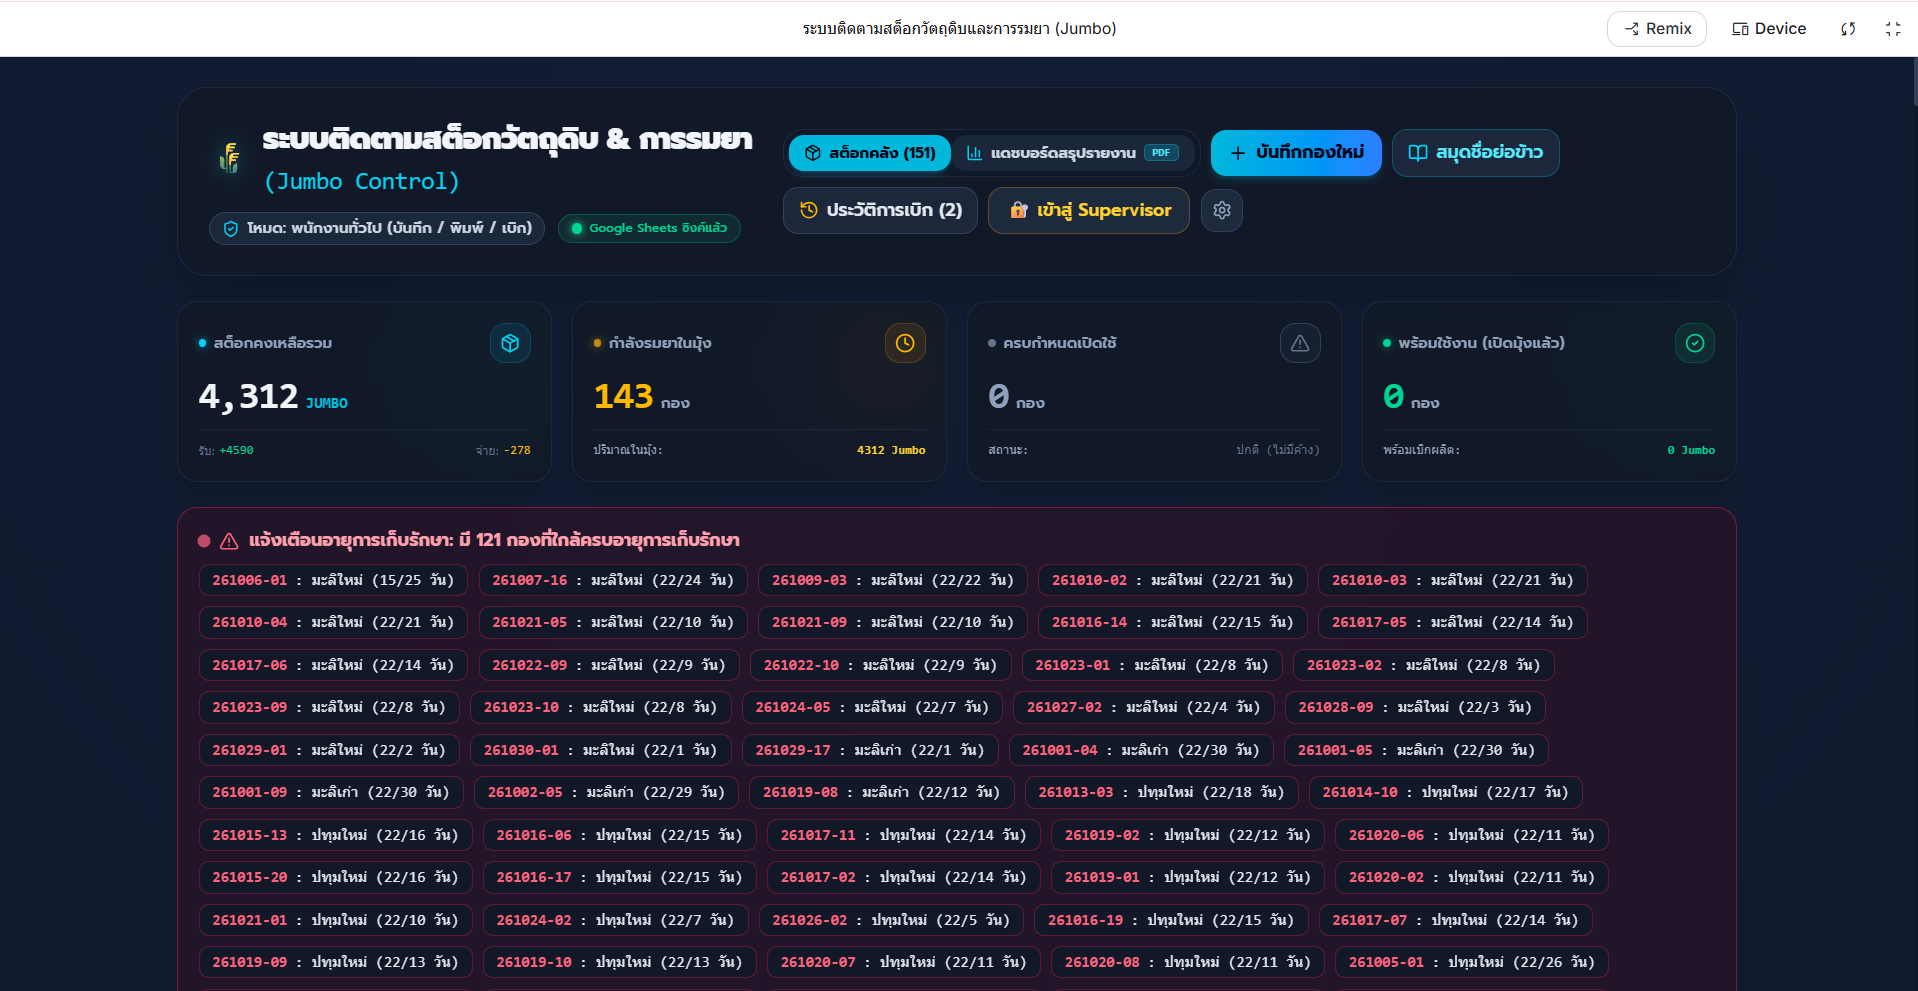 ระบบติดตามสต็อกวัตถุดิบและการรมยา (Jumbo)
Remix
Device
ระบบติดตามสต็อกวัตถุดิบ & การรมยา
(Jumbo Control)
โหมด: พนักงานทั่วไป (บันทึก / พิมพ์ / เบิก)
Google Sheets ซิงค์แล้ว
สต็อกคลัง (151)
แดชบอร์ดสรุปรายงาน PDF
บันทึกกองใหม่
สมุดชื่อย่อข้าว
ประวัติการเบิก (2)
เข้าสู่ Supervisor
สต็อกคงเหลือรวม
4,312 JUMBO
รับ: +4590
จ่าย: -278
กำลังรมยาในมุ้ง
143 กอง
ปริมาณในมุ้ง:
4312 Jumbo
ครบกำหนดเปิดใช้
0 กอง
สถานะ:
ปกติ (ไม่มีค้าง)
พร้อมใช้งาน (เปิดมุ้งแล้ว)
0 กอง
พร้อมเบิกผลิต:
0 Jumbo
แจ้งเตือนอายุการเก็บรักษา: มี 121 กองที่ใกล้ครบอายุการเก็บรักษา
261006-01 : มะลิใหม่ (15/25 วัน) 261007-16 : มะลิใหม่ (22/24 วัน) 261009-03 : มะลิใหม่ (22/22 วัน) 261010-02 : มะลิใหม่ (22/21 วัน) 261010-03 : มะลิใหม่ (22/21 วัน)
261010-04 : มะลิใหม่ (22/21 วัน) 261021-05 : มะลิใหม่ (22/10 วัน) 261021-09 : มะลิใหม่ (22/10 วัน) 261016-14 : มะลิใหม่ (22/15 วัน) 261017-05 : มะลิใหม่ (22/14 วัน)
261017-06 : มะลิใหม่ (22/14 วัน) 261022-09 : มะลิใหม่ (22/9 วัน) 261022-10 : มะลิใหม่ (22/9 วัน) 261023-01 : มะลิใหม่ (22/8 วัน) 261023-02 : มะลิใหม่ (22/8 วัน)
261023-09 : มะลิใหม่ (22/8 วัน) 261023-10 : มะลิใหม่ (22/8 วัน) 261024-05 : มะลิใหม่ (22/7 วัน) 261027-02 : มะลิใหม่ (22/4 วัน) 261028-09 : มะลิใหม่ (22/3 วัน)
261029-01 : มะลิใหม่ (22/2 วัน) 261030-01 : มะลิใหม่ (22/1 วัน) 261029-17 : มะลิเก่า (22/1 วัน) 261001-04 : มะลิเก่า (22/30 วัน) 261001-05 : มะลิเก่า (22/30 วัน)
261001-09 : มะลิเก่า (22/30 วัน) 261002-05 : มะลิเก่า (22/29 วัน) 261019-08 : มะลิเก่า (22/12 วัน) 261013-03 : ปทุมใหม่ (22/18 วัน) 261014-10 : ปทุมใหม่ (22/17 วัน)
261015-13 : ปทุมใหม่ (22/16 วัน) 261016-06 : ปทุมใหม่ (22/15 วัน) 261017-11 : ปทุมใหม่ (22/14 วัน) 261019-02 : ปทุมใหม่ (22/12 วัน) 261020-06 : ปทุมใหม่ (22/11 วัน)
261015-20 : ปทุมใหม่ (22/16 วัน) 261016-17 : ปทุมใหม่ (22/15 วัน) 261017-02 : ปทุมใหม่ (22/14 วัน) 261019-01 : ปทุมใหม่ (22/12 วัน) 261020-02 : ปทุมใหม่ (22/11 วัน)
261021-01 : ปทุมใหม่ (22/10 วัน) 261024-02 : ปทุมใหม่ (22/7 วัน) 261026-02 : ปทุมใหม่ (22/5 วัน) 261016-19 : ปทุมใหม่ (22/15 วัน) 261017-07 : ปทุมใหม่ (22/14 วัน)
261019-09 : ปทุมใหม่ (22/13 วัน) 261019-10 : ปทุมใหม่ (22/13 วัน) 261020-07 : ปทุมใหม่ (22/11 วัน) 261020-08 : ปทุมใหม่ (22/11 วัน) 261005-01 : ปทุมใหม่ (22/26 วัน)